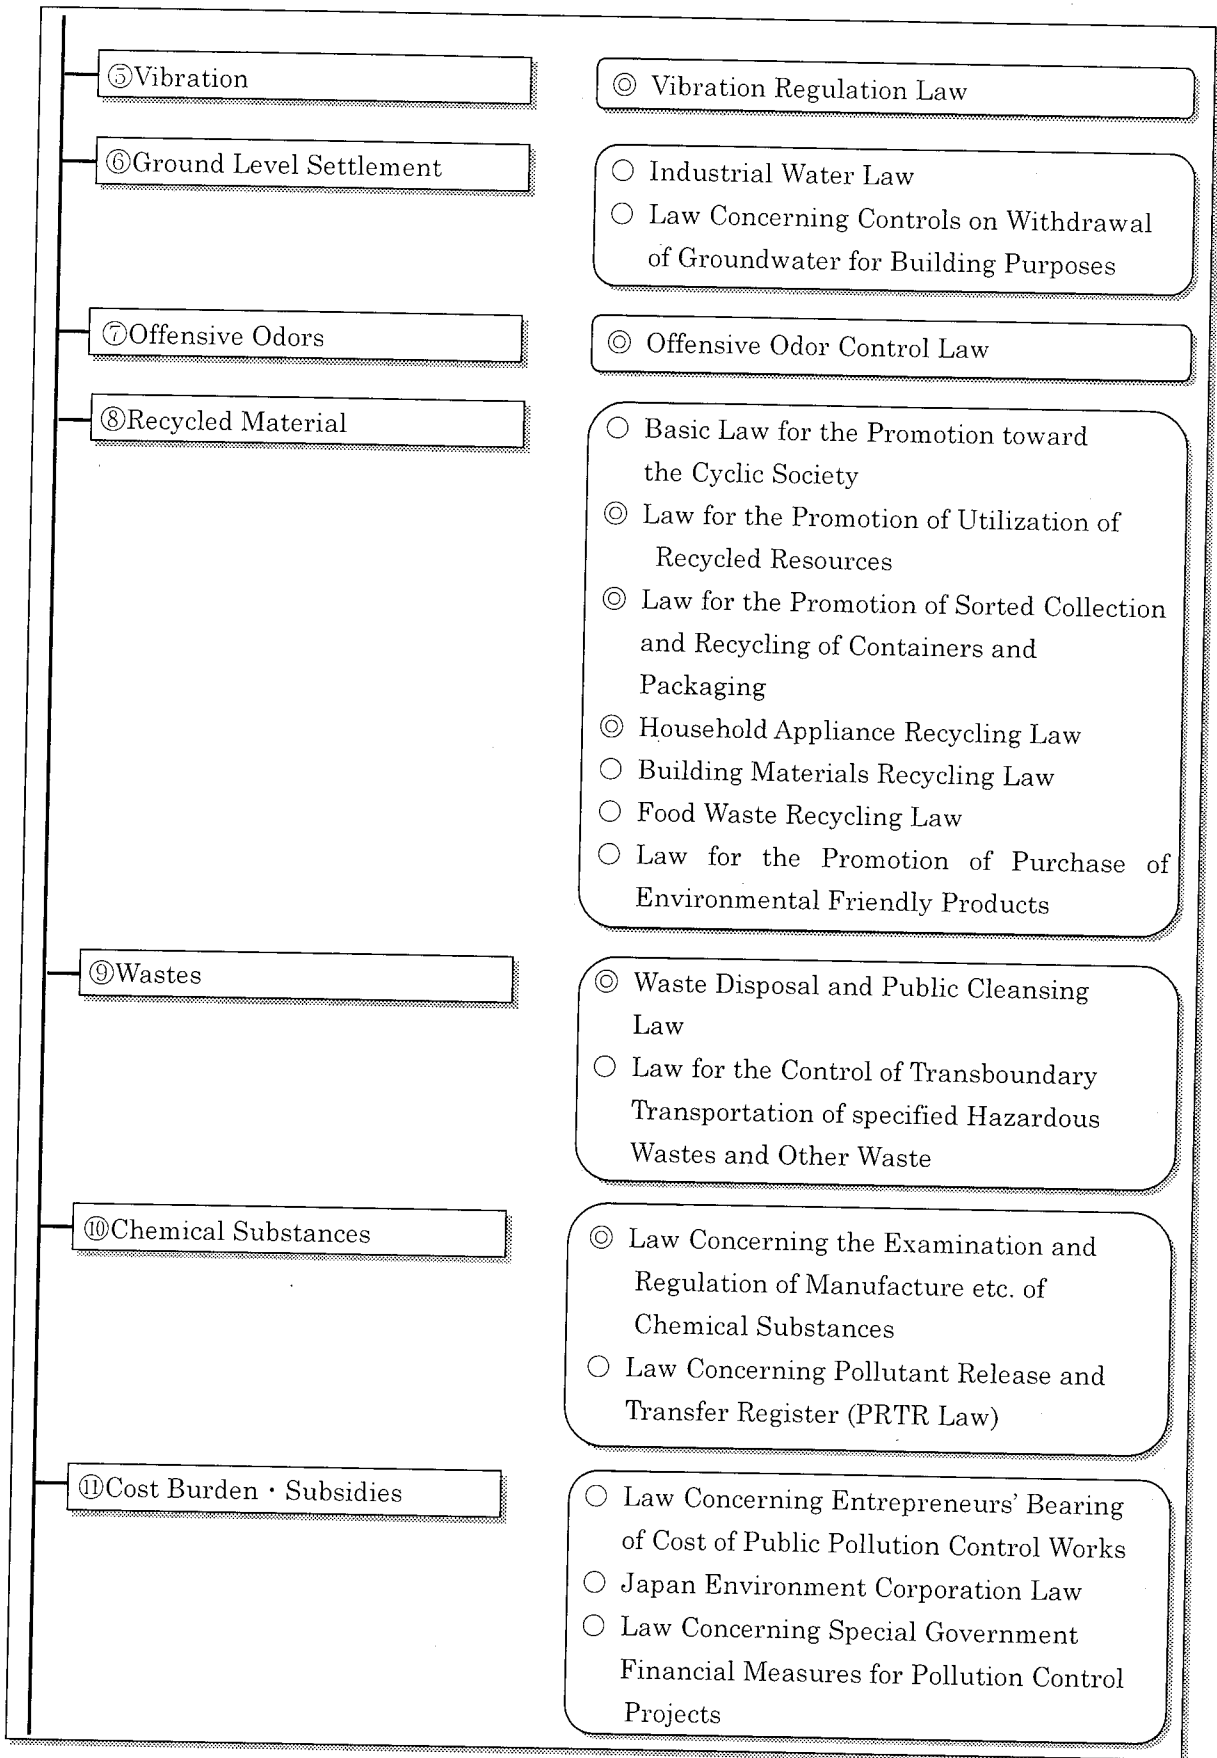 ⑤Vibration
◎ Vibration Regulation Law
⑥Ground Level Settlement
○ Industrial Water Law
○ Law Concerning Controls on Withdrawal
of Groundwater for Building Purposes
⑦Offensive Odors
◎ Offensive Odor Control Law
⑧Recycled Material
○ Basic Law for the Promotion toward
the Cyclic Society
◎ Law for the Promotion of Utilization of
Recycled Resources
◎ Law for the Promotion of Sorted Collection
and Recycling of Containers and
Packaging
◎ Household Appliance Recycling Law
○ Building Materials Recycling Law
○ Food Waste Recycling Law
○ Law for the Promotion of Purchase of
Environmental Friendly Products
⑨Wastes
◎ Waste Disposal and Public Cleansing
Law
○ Law for the Control of Transboundary
Transportation of specified Hazardous
Wastes and Other Waste
⑩Chemical Substances
◎ Law Concerning the Examination and
Regulation of Manufacture etc. of
Chemical Substances
○ Law Concerning Pollutant Release and
Transfer Register (PRTR Law)
⑪Cost Burden・Subsidies
○ Law Concerning Entrepreneurs' Bearing
of Cost of Public Pollution Control Works
○ Japan Environment Corporation Law
○ Law Concerning Special Government
Financial Measures for Pollution Control
Projects